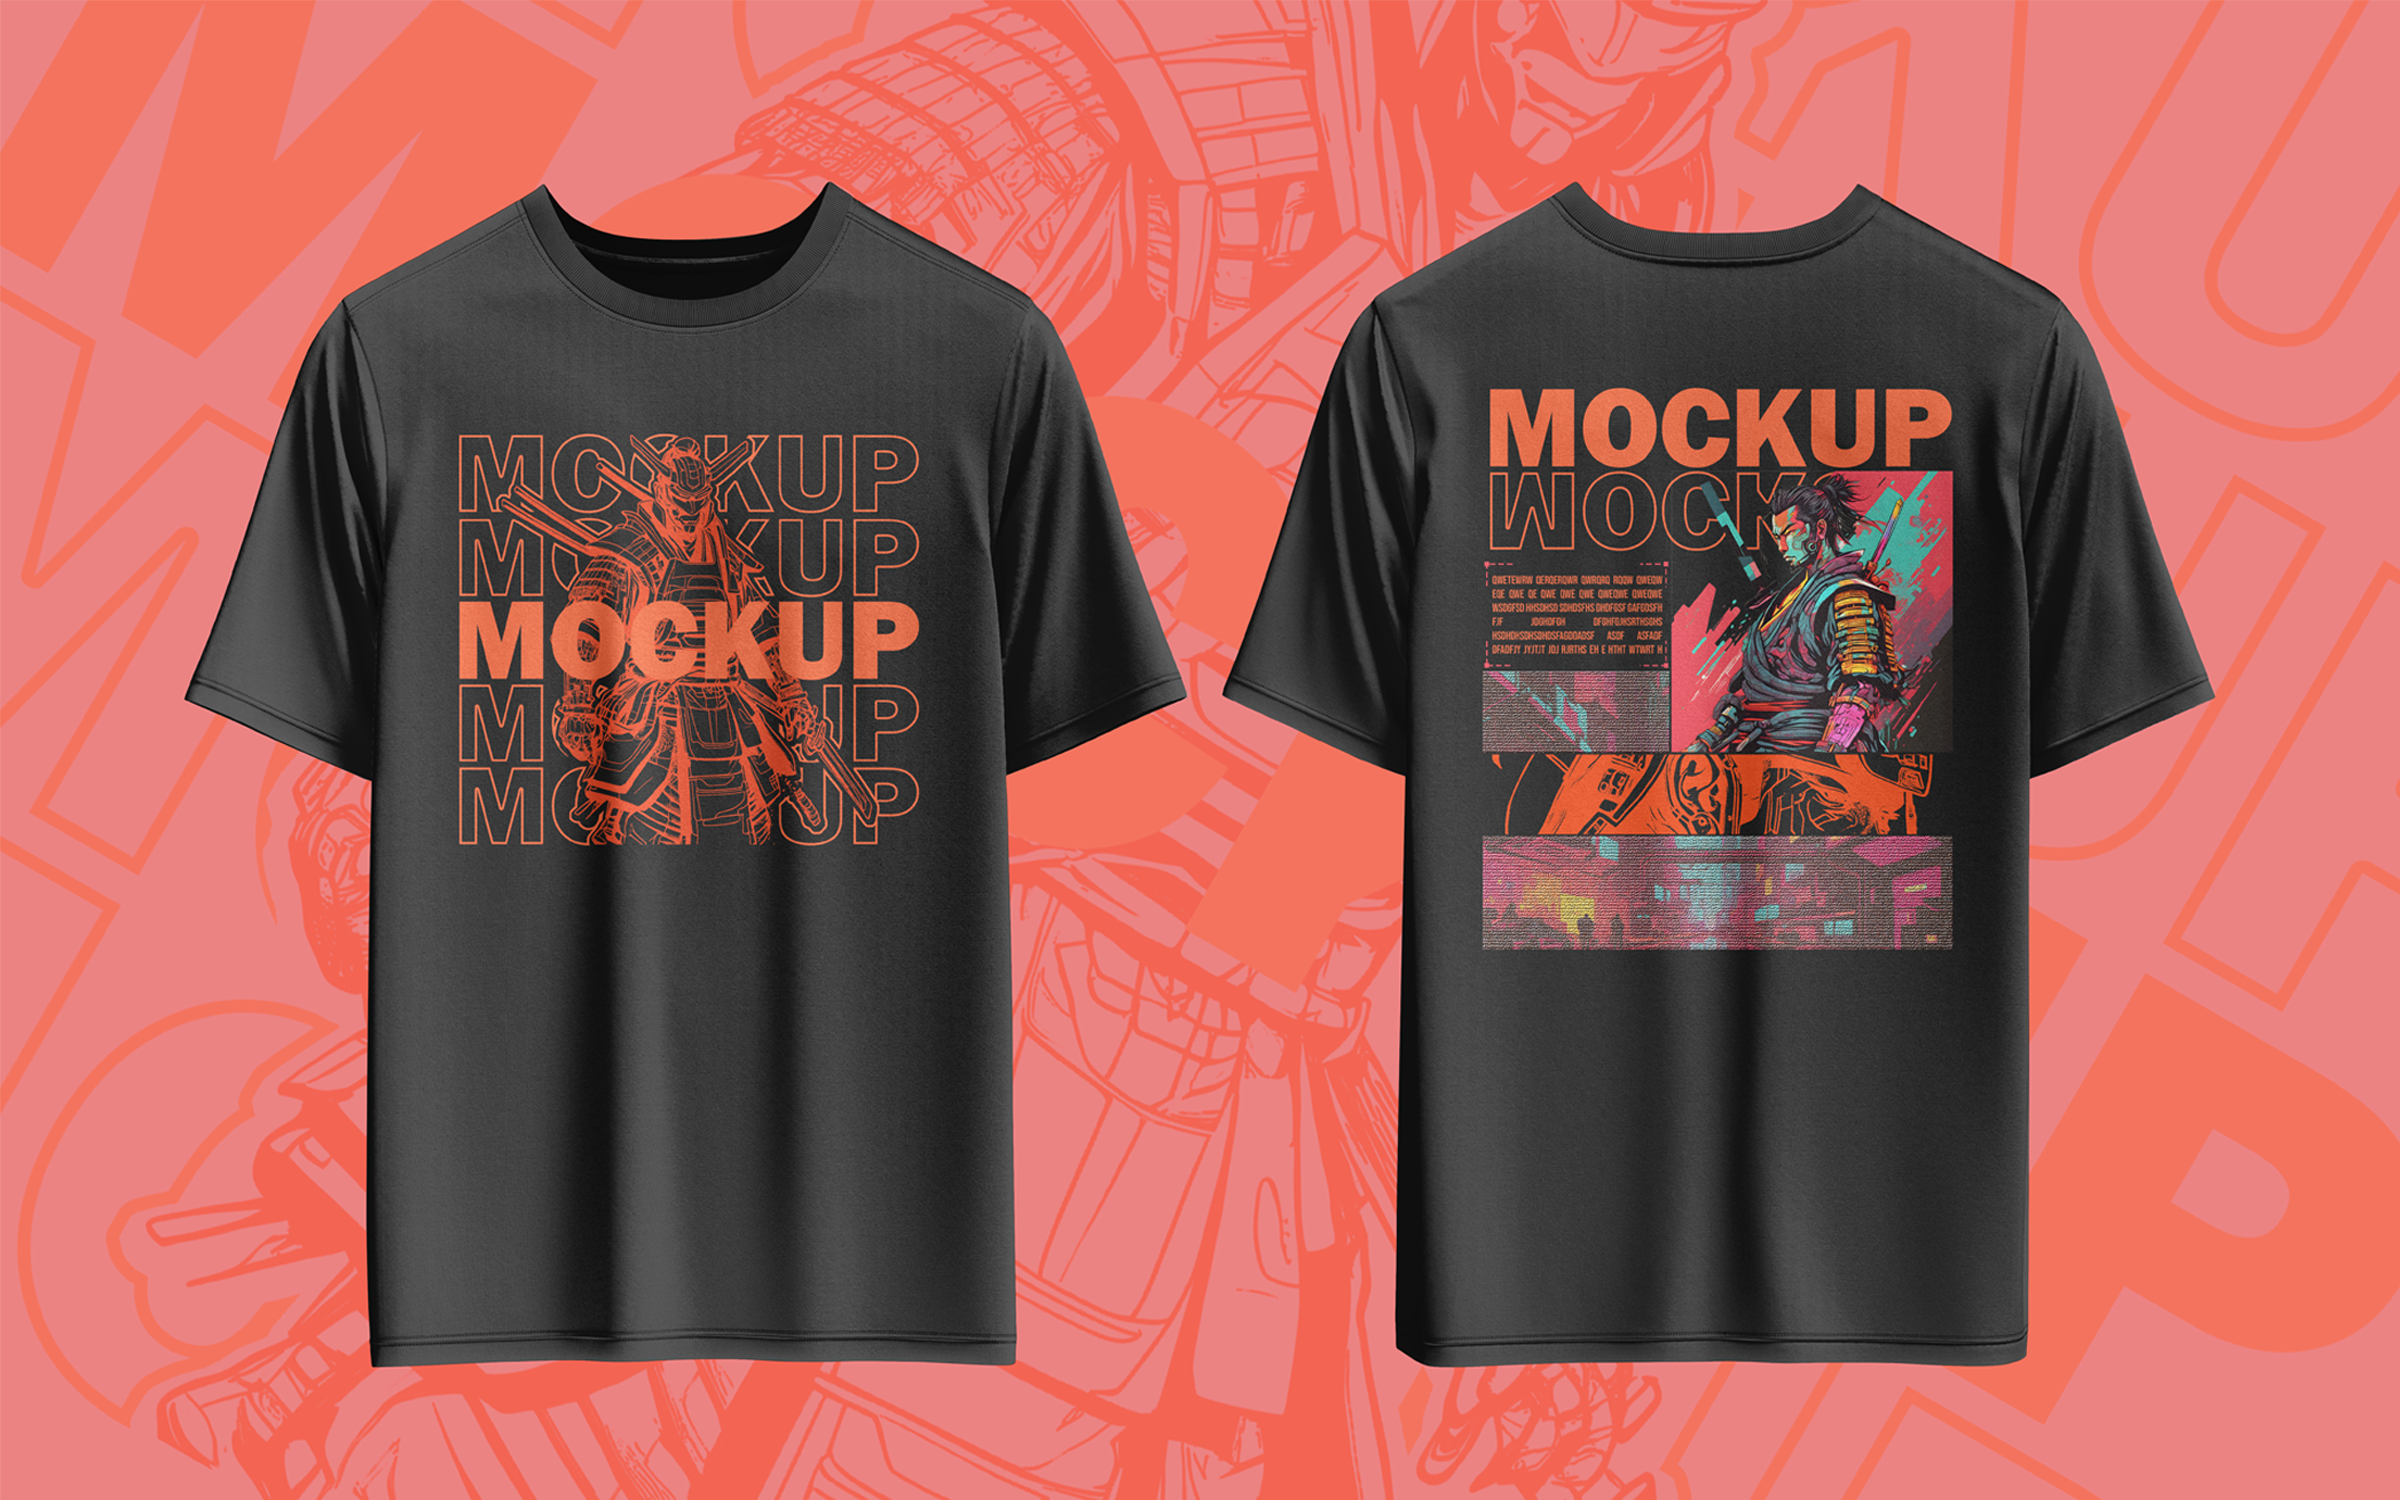 MOCKUP
MOCKUP
MOCKUP
MOCKUP
MOCKUP
MOCKUP
MOCK
QWETEWRW QERQERQWR QWRQRQ RQQW QWEQW
EQE QWE QE QWE QWE QWE QWEQWE QWEQWE
WSDGFSD HHSDHSD SDHDSFHS DHDFGSF GAFGDSFH
FJF JDGHDFGH DFGHFGJHSRTHSGHS
HSDHDHSDHSDHDSFAGDDADSF ASDF ASFADF
DFADFJY JYJTJT JDJ RJRTHS EH E HTHT WTWRT H